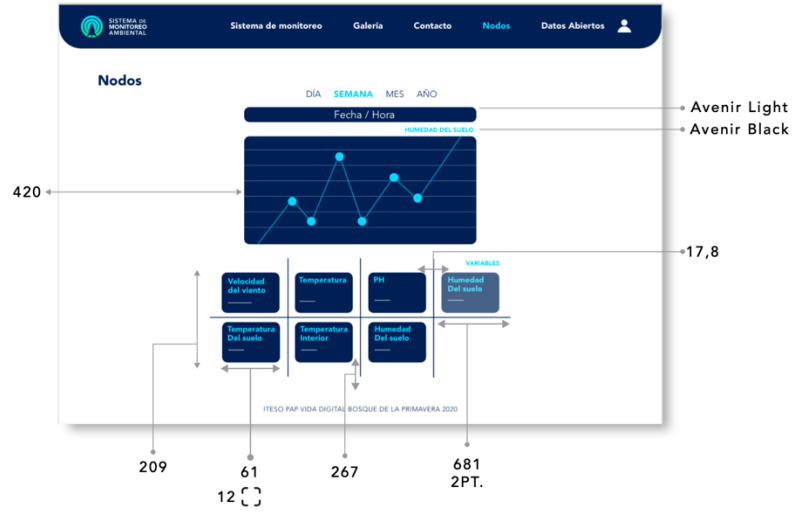 SISTEMA DE
MONITOREO
AMBIENTAL
Sistema de monitoreo
Galería
Contacto
Nodos
Datos Abiertos
Nodos
DÍA SEMANA MES AÑO
Fecha / Hora
Avenir Light
HUMEDAD DEL SUELO
Avenir Black
420
17,8
VARIABLES
Velocidad
del viento
Temperatura
PH
Humedad
Del suelo
Temperatura
Del suelo
Temperatura
Interior
Humedad
Del suelo
ITESO PAP VIDA DIGITAL BOSQUE DE LA PRIMAVERA 2020
209
61
12
267
681
2PT.